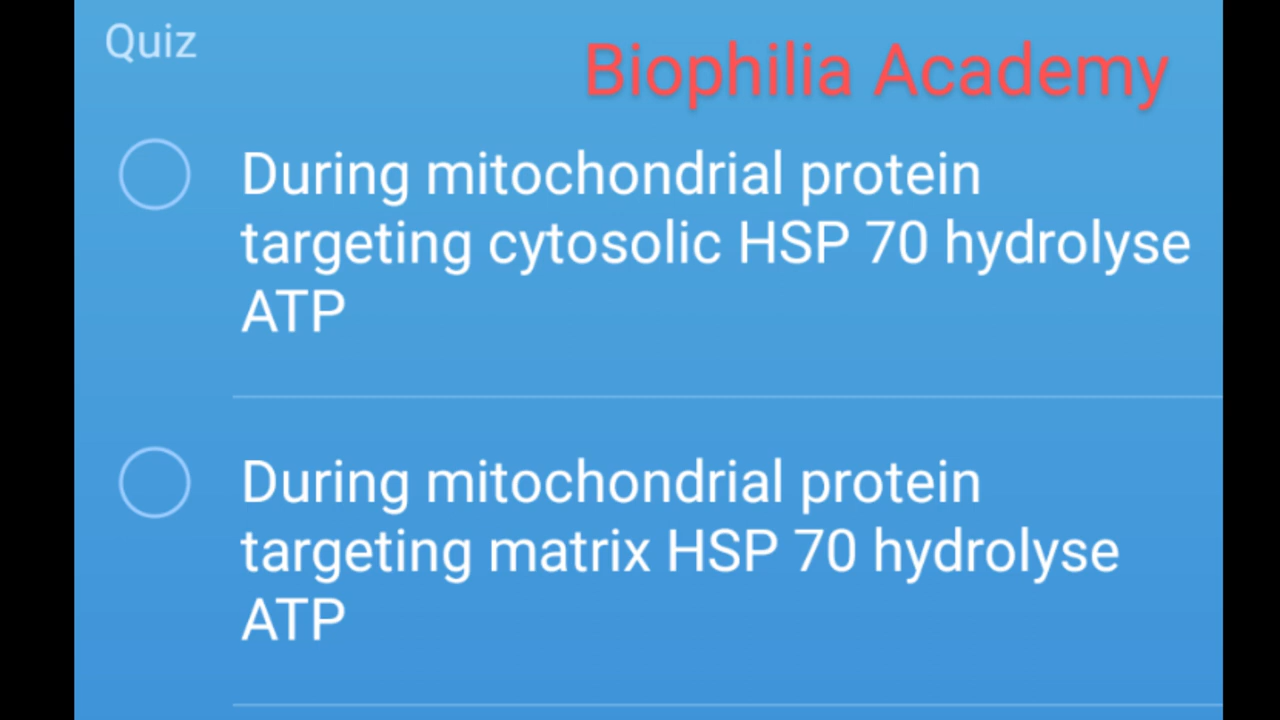 Quiz
Biophilia Academy
During mitochondrial protein
targeting cytosolic HSP 70 hydrolyse
ATP
During mitochondrial protein
targeting matrix HSP 70 hydrolyse
ATP